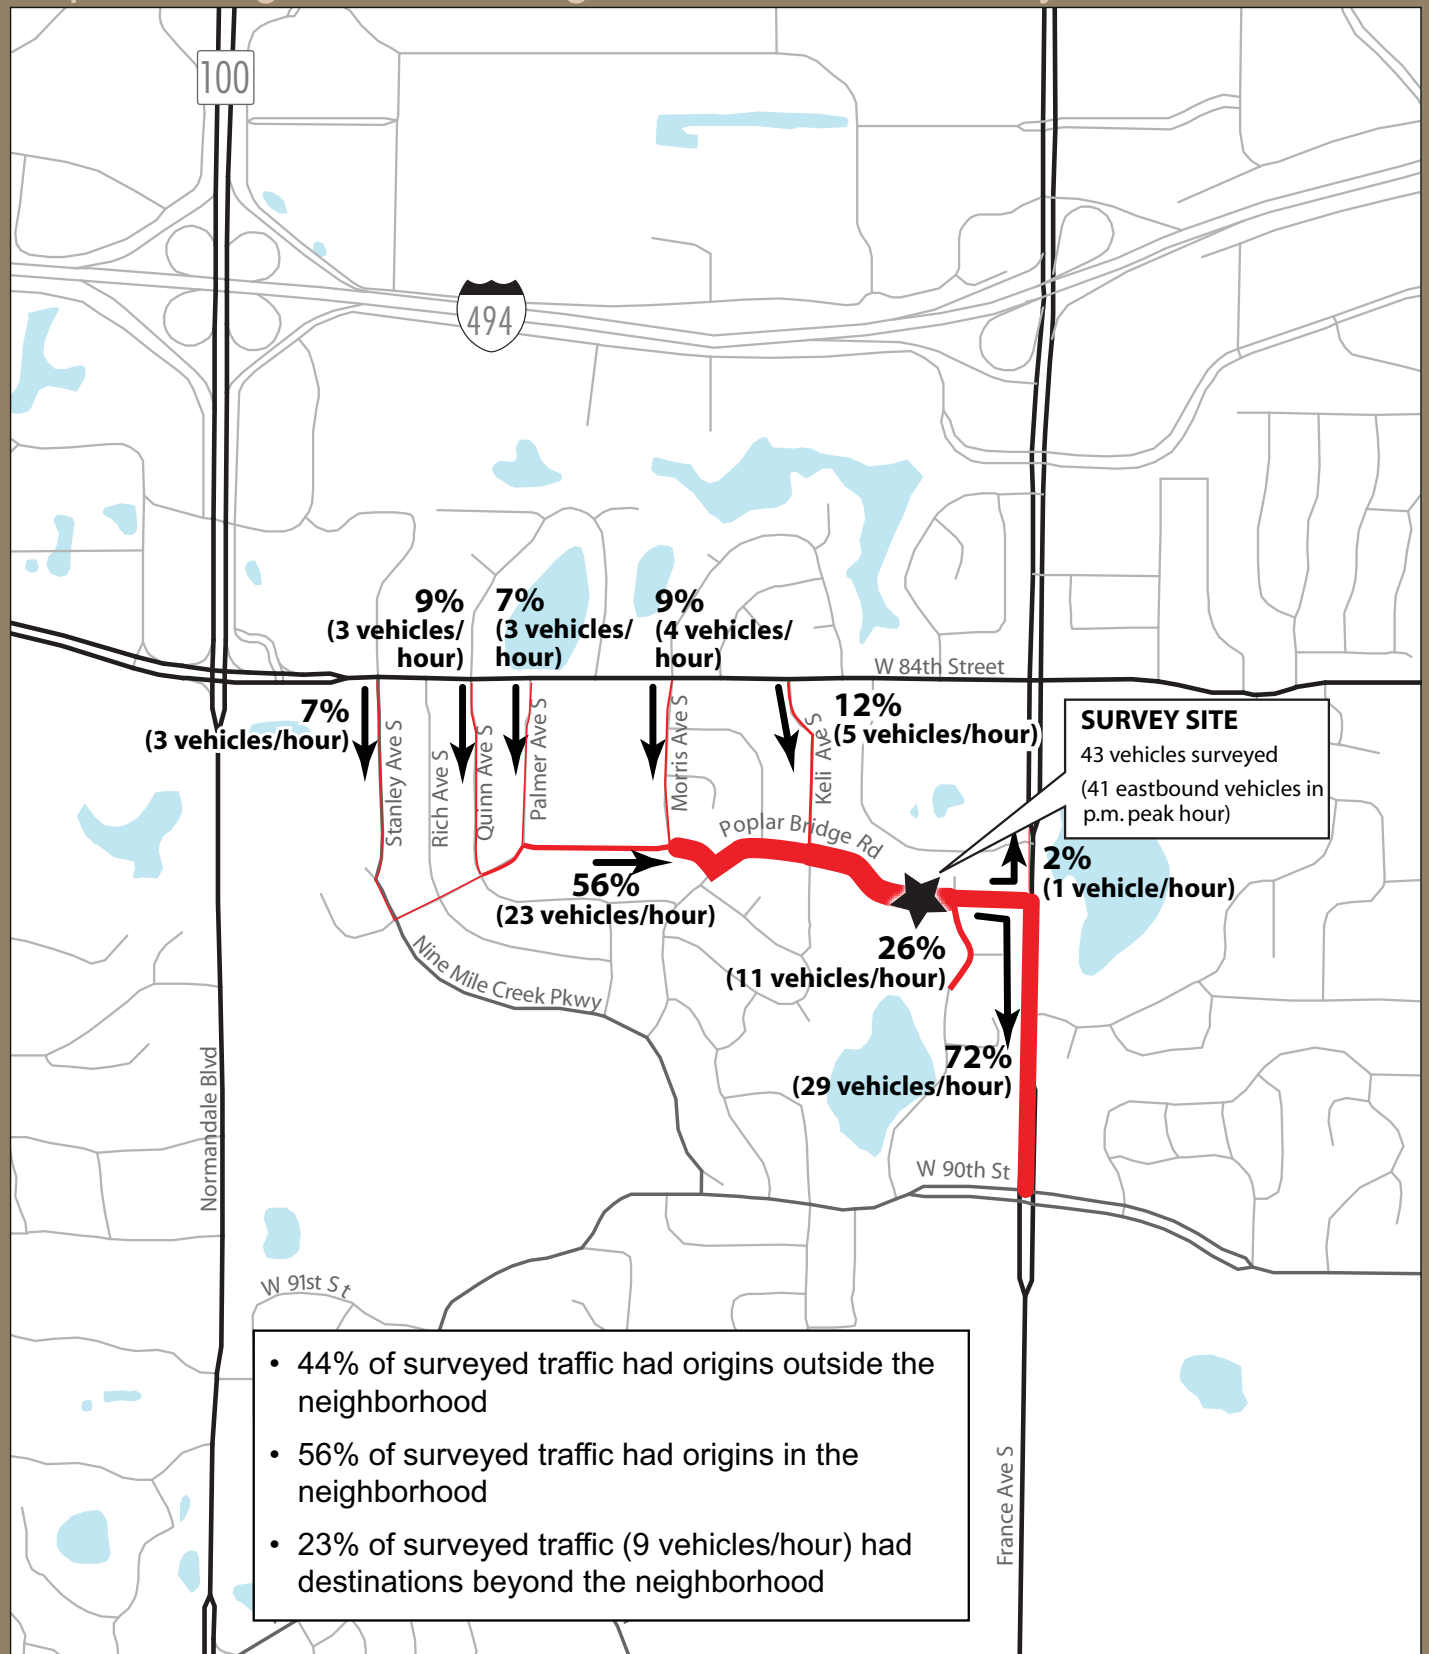 100
494
9%
(3 vehicles/
hour)
7%
(3 vehicles/
hour)
9%
(4 vehicles/
hour)
W 84th Street
7%
(3 vehicles/hour)
12%
(5 vehicles/hour)
SURVEY SITE
43 vehicles surveyed
(41 eastbound vehicles in
p.m. peak hour)
Stanley Ave S
Rich Ave S
Quinn Ave S
Palmer Ave S
Morris Ave S
Keli Ave S
Poplar Bridge Rd
2%
(1 vehicle/hour)
56%
(23 vehicles/hour)
26%
(11 vehicles/hour)
Nine Mile Creek Pkwy
72%
(29 vehicles/hour)
Normandale Blvd
W 90th St
W 91st St
France Ave S
• 44% of surveyed traffic had origins outside the
neighborhood
• 56% of surveyed traffic had origins in the
neighborhood
• 23% of surveyed traffic (9 vehicles/hour) had
destinations beyond the neighborhood